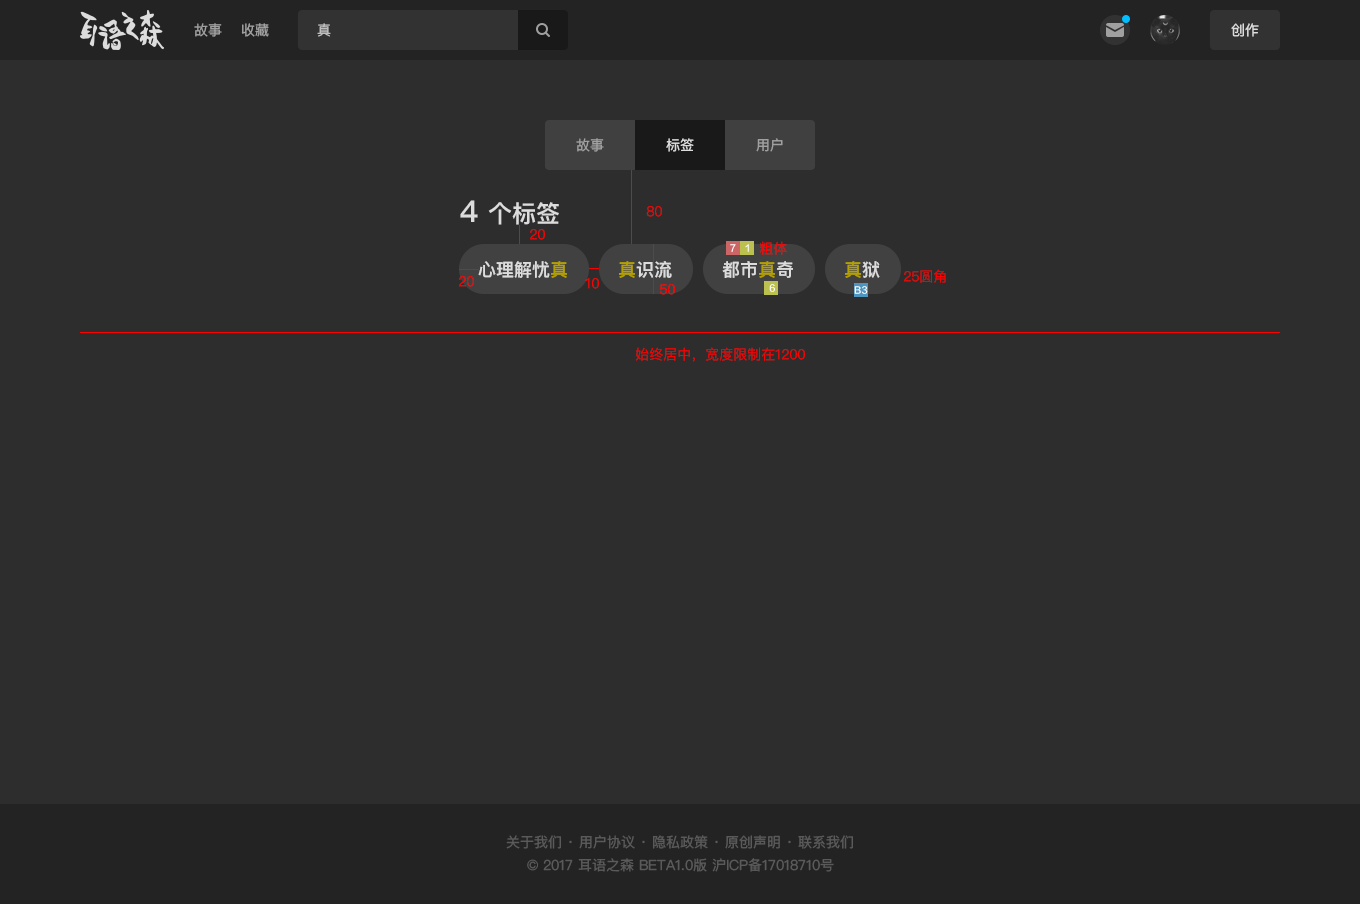 耳语之森 故事 收藏 真 创作
故事 标签 用户
4 个标签
80
20
7 1 粗体
心理解忧真 真识流 都市真奇 真狱
20 10 50 6 B3 25圆角
始终居中，宽度限制在1200
关于我们 · 用户协议 · 隐私政策 · 原创声明 · 联系我们
© 2017 耳语之森 BETA1.0版 沪ICP备17018710号